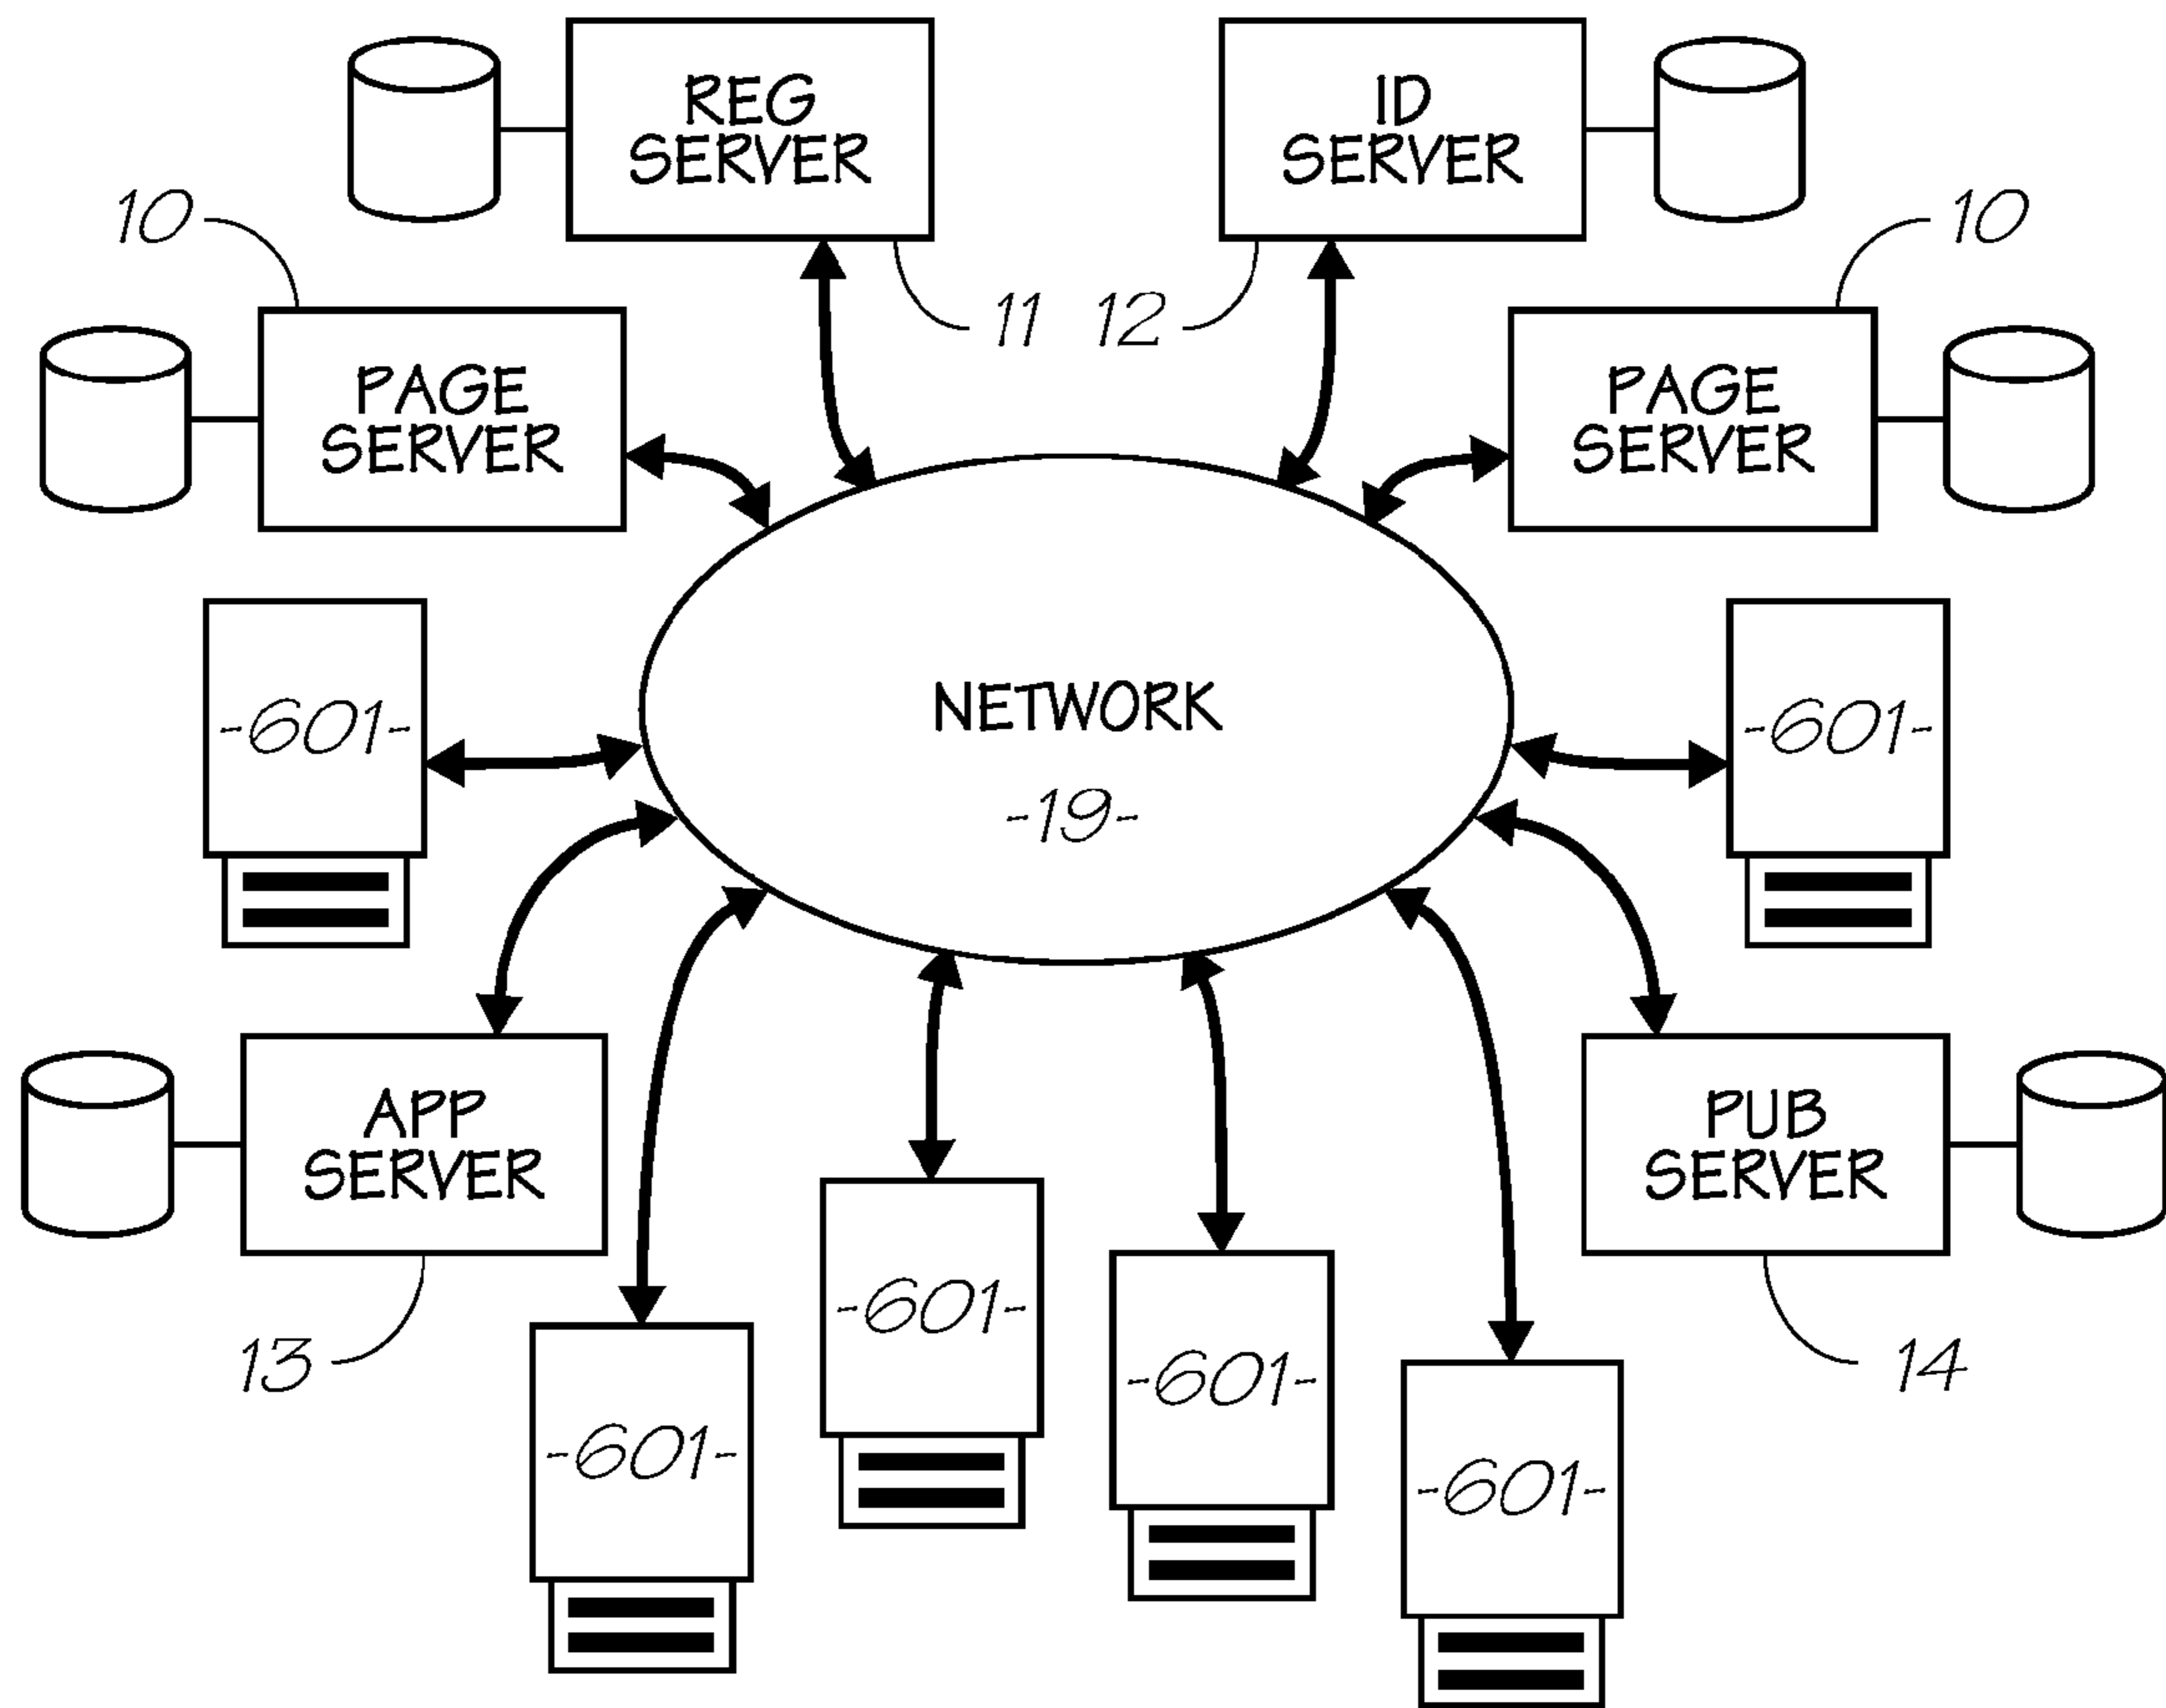 REG
SERVER
ID
SERVER
10
10
11
12
PAGE
SERVER
PAGE
SERVER
-601-
NETWORK
-19-
-601-
APP
SERVER
PUB
SERVER
13
14
-601-
-601-
-601-
-601-